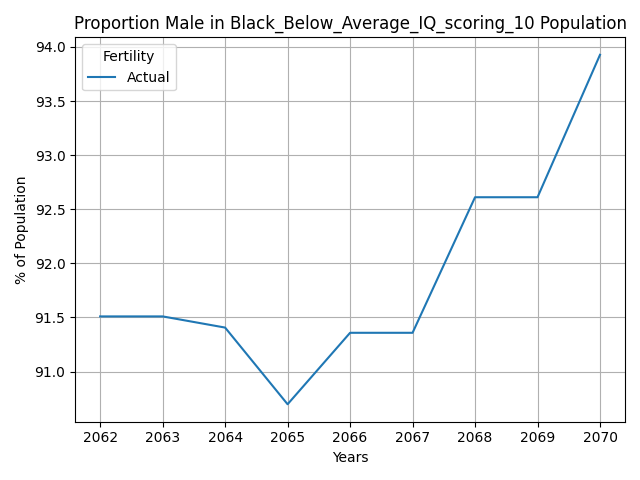 Proportion Male in Black_Below_Average_IQ_scoring_10 Population
Fertility
Actual
94.0
93.5
93.0
92.5
92.0
91.5
91.0
% of Population
2062 2063 2064 2065 2066 2067 2068 2069 2070
Years